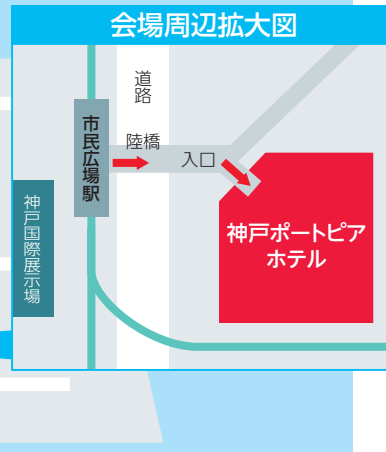 会場周辺拡大図
道路
市民広場駅
陸橋
入口
神戸国際展示場
神戸ポートピア
ホテル